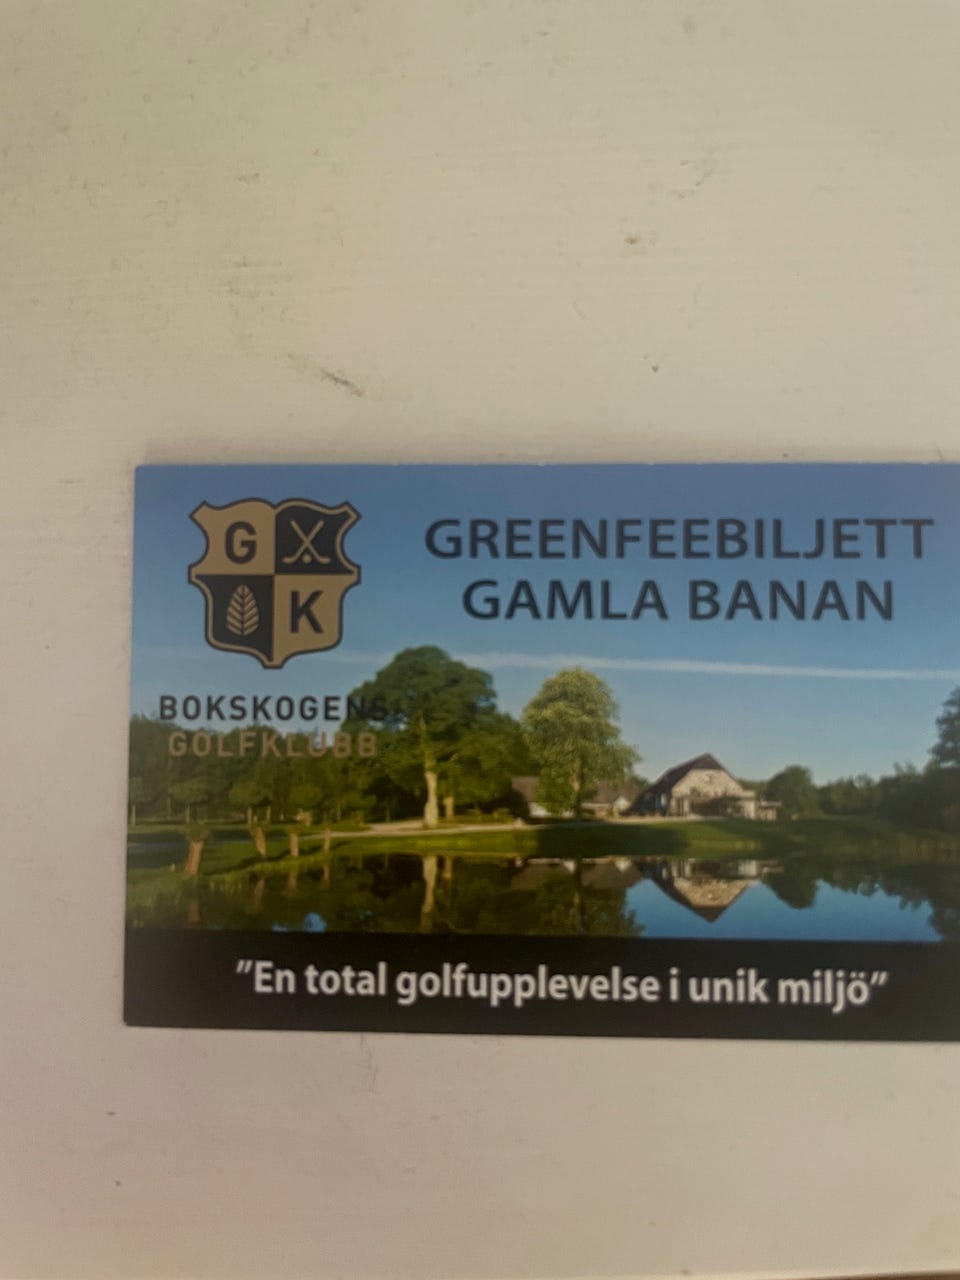 G
K
BOKSKOGENS
GOLFKLUBB
GREENFEEBILJETT
GAMLA BANAN
"En total golfupplevelse i unik miljö"